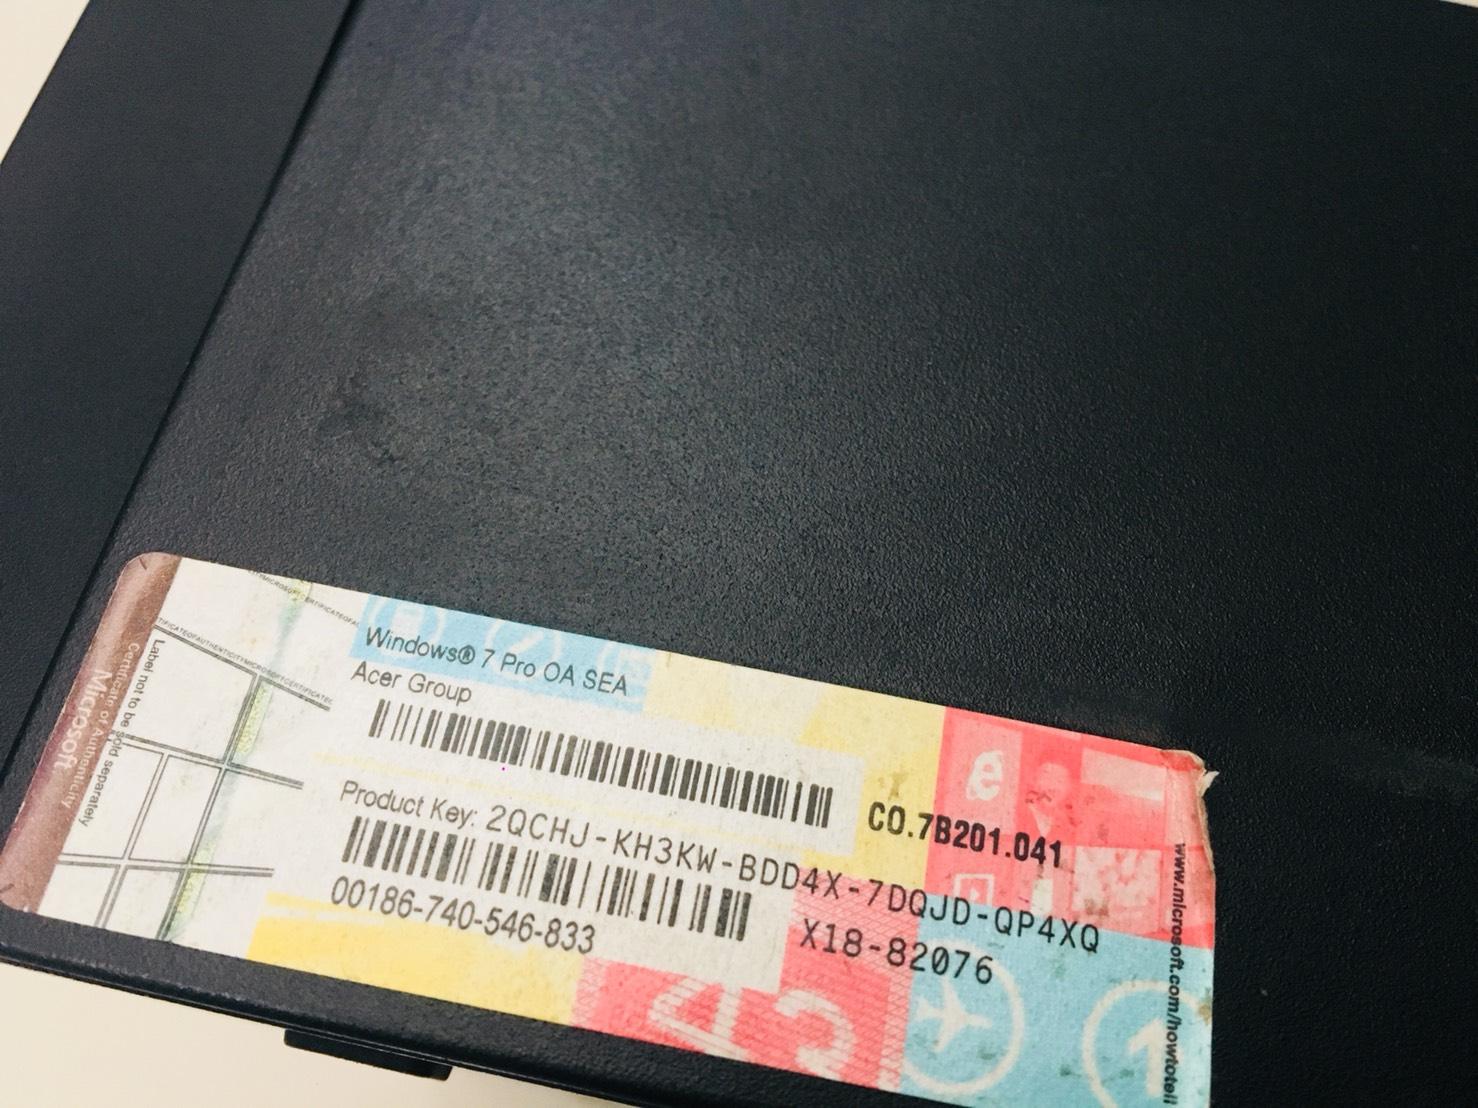 Windows® 7 Pro OA SEA
Acer Group
CO.7B201.041
Product Key: 2QCHJ-KH3KW-BDD4X-7DQJD-QP4XQ
00186-740-546-833
X18-82076
Label not to be sold separately
Certificate of Authenticity
Microsoft
www.microsoft.com/howtotell